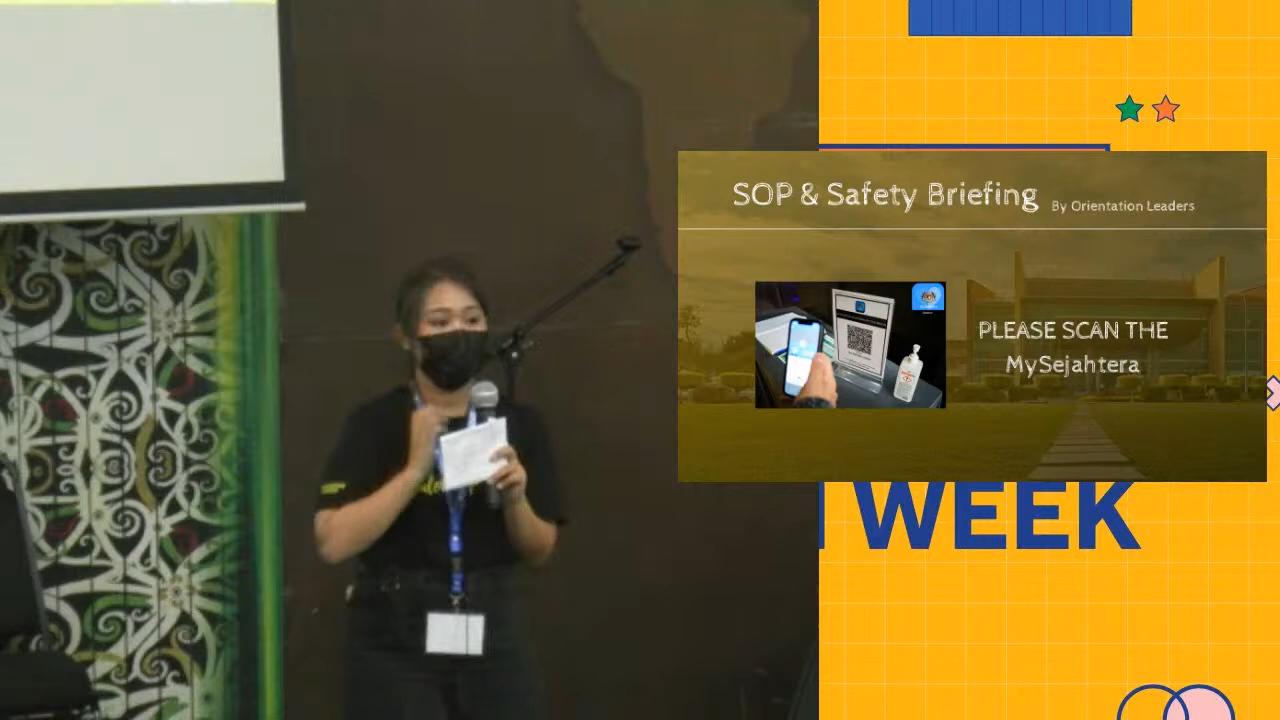 SOP & Safety Briefing By Orientation Leaders
PLEASE SCAN THE
MySejahtera
WEEK